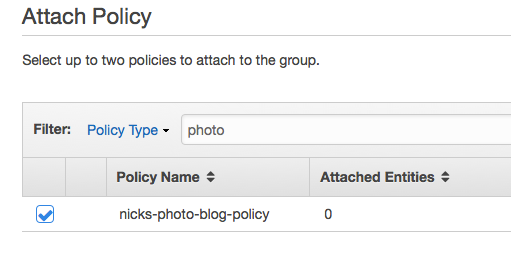 Attach Policy
Select up to two policies to attach to the group.
Filter: Policy Type photo
Policy Name Attached Entities
nicks-photo-blog-policy 0